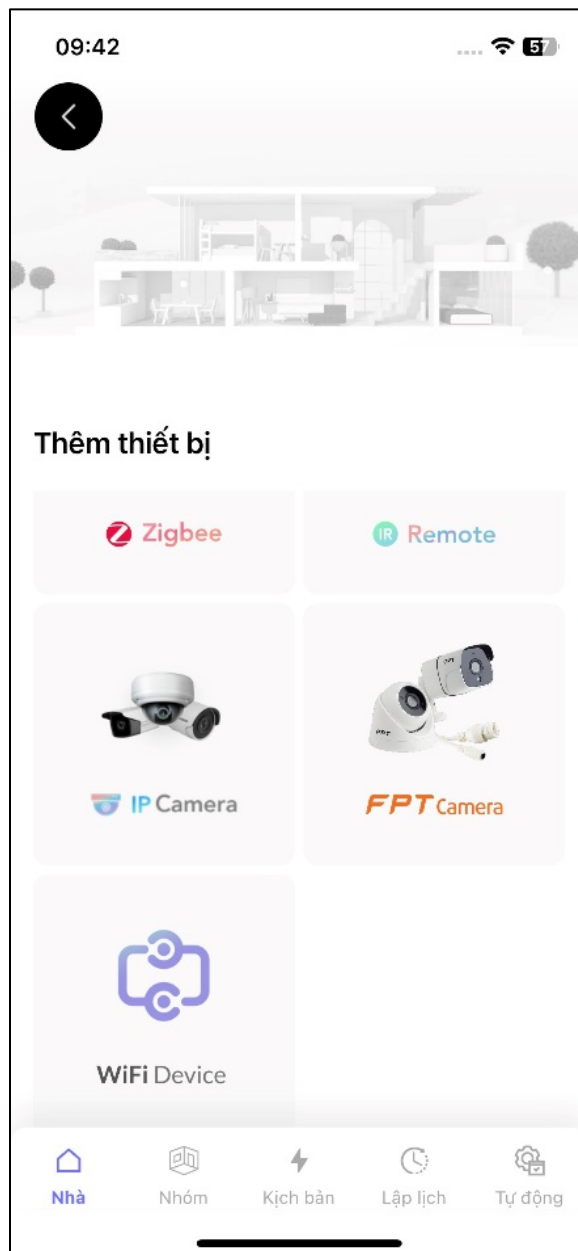 09:42
57
Thêm thiết bị
Zigbee
IR Remote
IP Camera
FPT Camera
WiFi Device
Nhà
Nhóm
Kịch bản
Lập lịch
Tự động